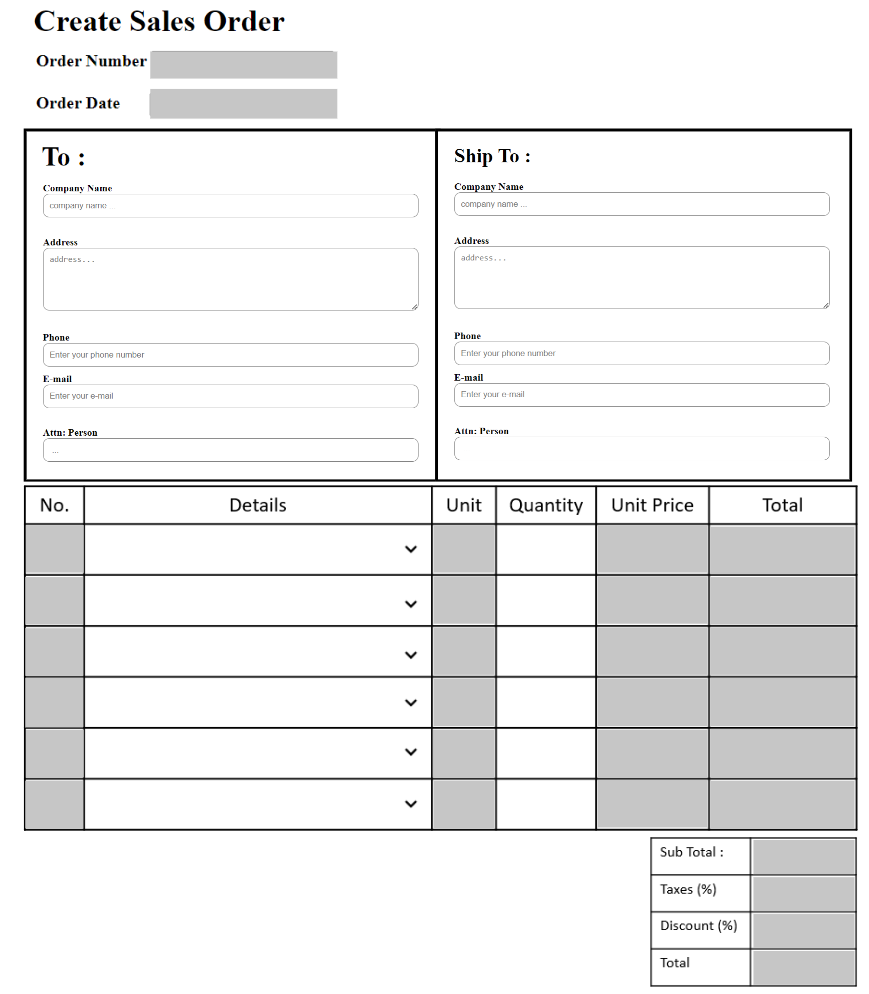 Create Sales Order
Order Number
Order Date
To :
Company Name
company name ...
Address
address...
Phone
Enter your phone number
E-mail
Enter your e-mail
Attn: Person
...
Ship To :
Company Name
company name ...
Address
address...
Phone
Enter your phone number
E-mail
Enter your e-mail
Attn: Person
No. Details Unit Quantity Unit Price Total
Sub Total :
Taxes (%)
Discount (%)
Total